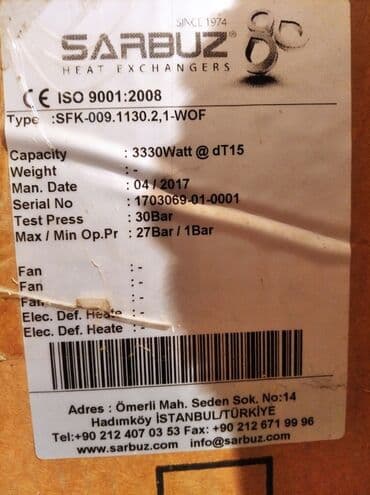 SINCE 1974
SARBUZ®
HEAT EXCHANGERS
CE ISO 9001:2008
Type :SFK-009.1130.2,1-WOF
Capacity : 3330Watt @ dT15
Weight : -
Man. Date : 04 / 2017
Serial No : 1703069-01-0001
Test Press : 30Bar
Max / Min Op.Pr : 27Bar / 1Bar
Fan :-
Fan :-
Fan :-
Elec. Def. Heate :-
Elec. Def. Heate :-
Adres : Ömerli Mah. Seden Sok. No:14
Hadımköy İSTANBUL/TÜRKİYE
Tel:+90 212 407 03 53 Fax:+90 212 671 99 96
www.sarbuz.com info@sarbuz.com